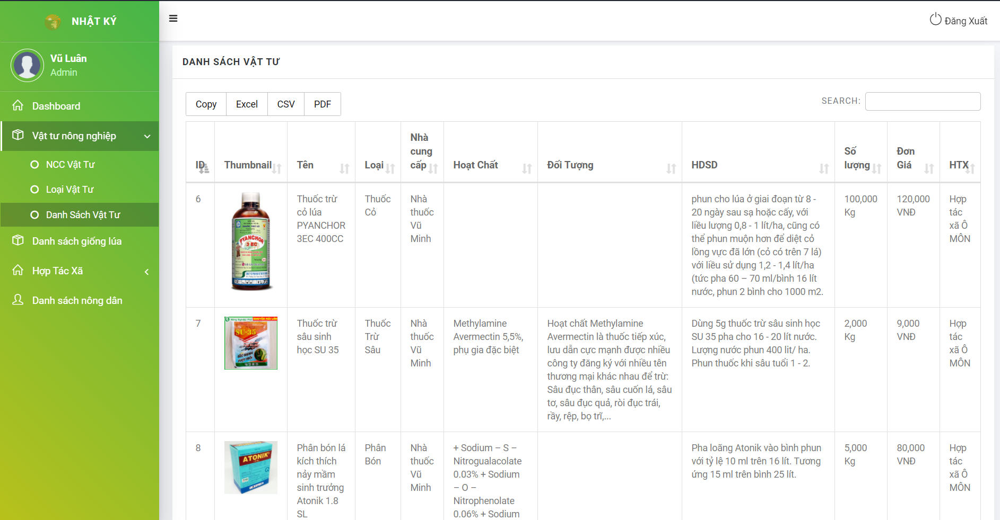 NHẬT KÝ
Đăng Xuất
Vũ Luân
Admin
Dashboard
Vật tư nông nghiệp
NCC Vật Tư
Loại Vật Tư
Danh Sách Vật Tư
Danh sách giống lúa
Hợp Tác Xã
Danh sách nông dân
DANH SÁCH VẬT TƯ
Copy
Excel
CSV
PDF
SEARCH:
ID
Thumbnail
Tên
Loại
Nhà
cung
cấp
Hoạt Chất
Đối Tượng
HDSD
Số
lượng
Đơn
Giá
HTX
6
PYANCHOR
3 EC
Thuốc trừ
cỏ lúa
PYANCHOR
3EC 400CC
Thuốc
Cỏ
Nhà
thuốc
Vũ
Minh
phun cho lúa ở giai đoạn từ 8 -
20 ngày sau sạ hoặc cấy, với
liều lượng 0,8 - 1 lít/ha, cũng có
thể phun muộn hơn để diệt cỏ
lồng vực đã lớn (cỏ có trên 7 lá)
với liều sử dụng 1,2 - 1,4 lít/ha
(tức pha 60 – 70 ml/bình 16 lít
nước, phun 2 bình cho 1000 m2.
100,000
Kg
120,000
VNĐ
Hợp
tác
xã Ô
MÔN
7
SU-35
Thuốc trừ
sâu sinh
học SU 35
Thuốc
Trừ
Sâu
Nhà
thuốc
Vũ
Minh
Methylamine
Avermectin 5,5%,
phụ gia đặc biệt
Hoạt chất Methylamine
Avermectin là thuốc tiếp xúc,
lưu dẫn cực mạnh được nhiều
công ty đăng ký với nhiều tên
thương mại khác nhau để trừ:
Sâu đục thân, sâu cuốn lá, sâu
tơ, sâu đục quả, ròi đục trái,
rầy, rệp, bọ trĩ,...
Dùng 5g thuốc trừ sâu sinh học
SU 35 pha cho 16 - 20 lít nước.
Lượng nước phun 400 lit/ ha.
Phun thuốc khi sâu tuổi 1 - 2.
2,000
Kg
9,000
VNĐ
Hợp
tác
xã Ô
MÔN
8
ATONIK
Phân bón lá
kích thích
nảy mầm
sinh trưởng
Atonik 1.8
SL
Phân
Bón
Nhà
thuốc
Vũ
Minh
+ Sodium – S –
Nitrogualacolate
0.03% + Sodium
– O –
Nitrophenolate
0.06% + Sodium
Pha loãng Atonik vào bình phun
với tỷ lệ 10 ml trên 16 lít. Tương
ứng 15 ml trên bình 25 lít.
5,000
Kg
80,000
VNĐ
Hợp
tác
xã Ô
MÔN